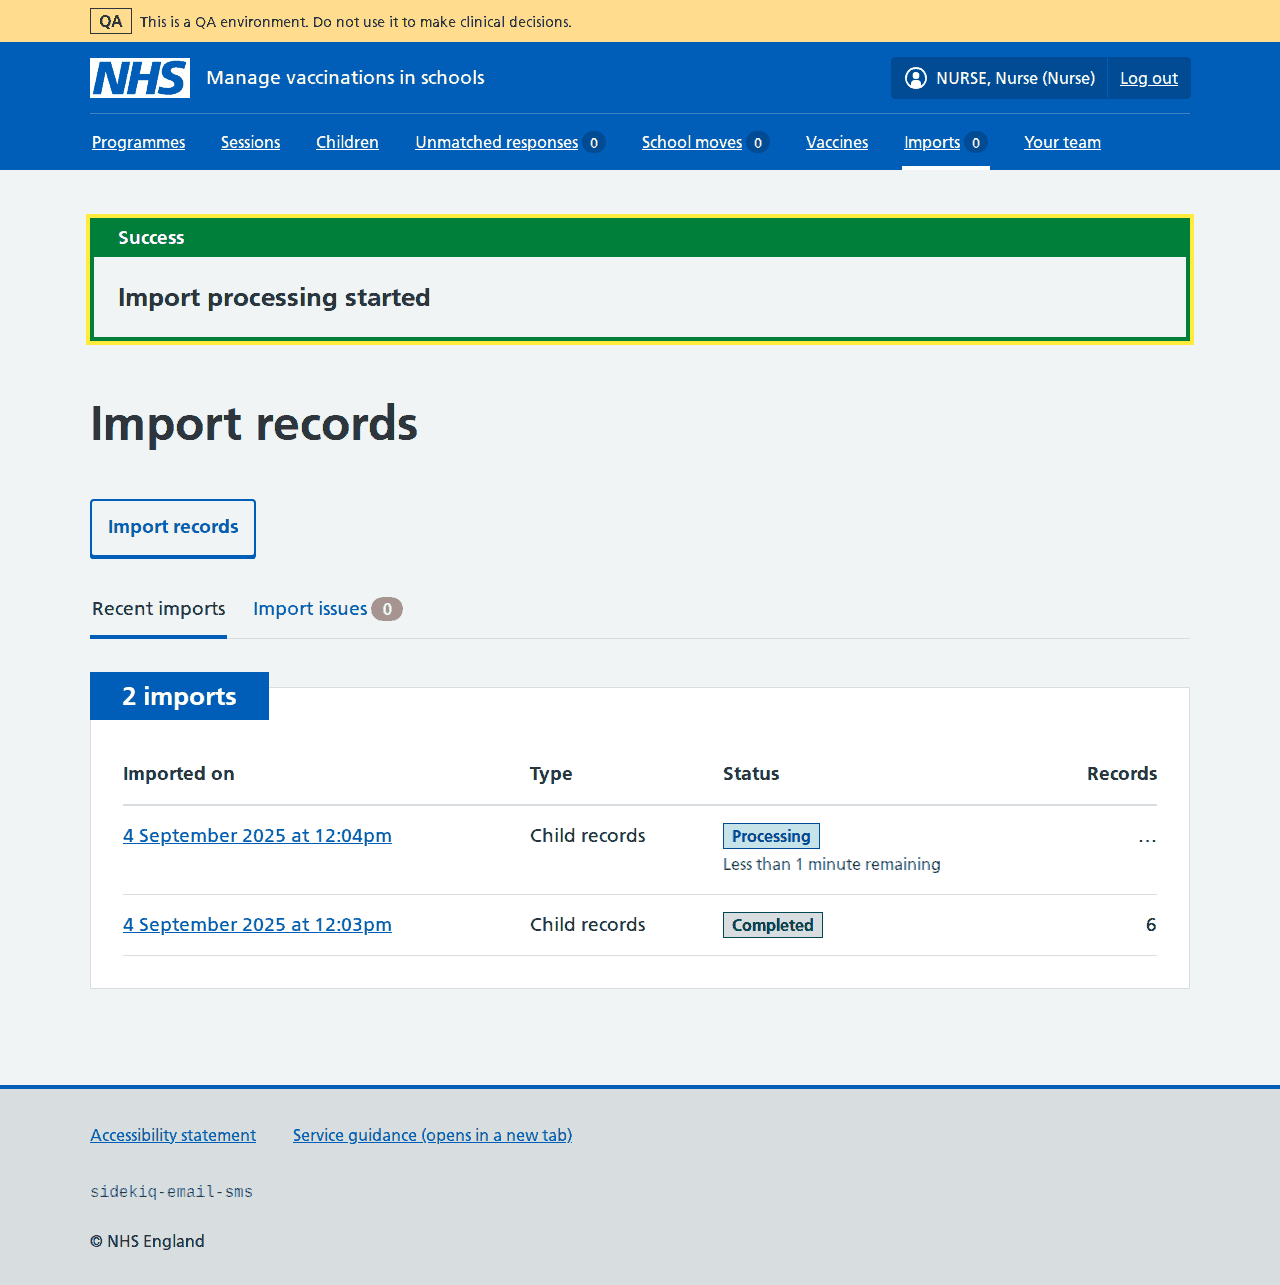 QA This is a QA environment. Do not use it to make clinical decisions.
NHS Manage vaccinations in schools NURSE, Nurse (Nurse) Log out
Programmes Sessions Children Unmatched responses 0 School moves 0 Vaccines Imports 0 Your team
Success
Import processing started
Import records
Import records
Recent imports Import issues 0
2 imports
Imported on Type Status Records
4 September 2025 at 12:04pm Child records Processing ...
Less than 1 minute remaining
4 September 2025 at 12:03pm Child records Completed 6
Accessibility statement Service guidance (opens in a new tab)
sidekiq-email-sms
© NHS England